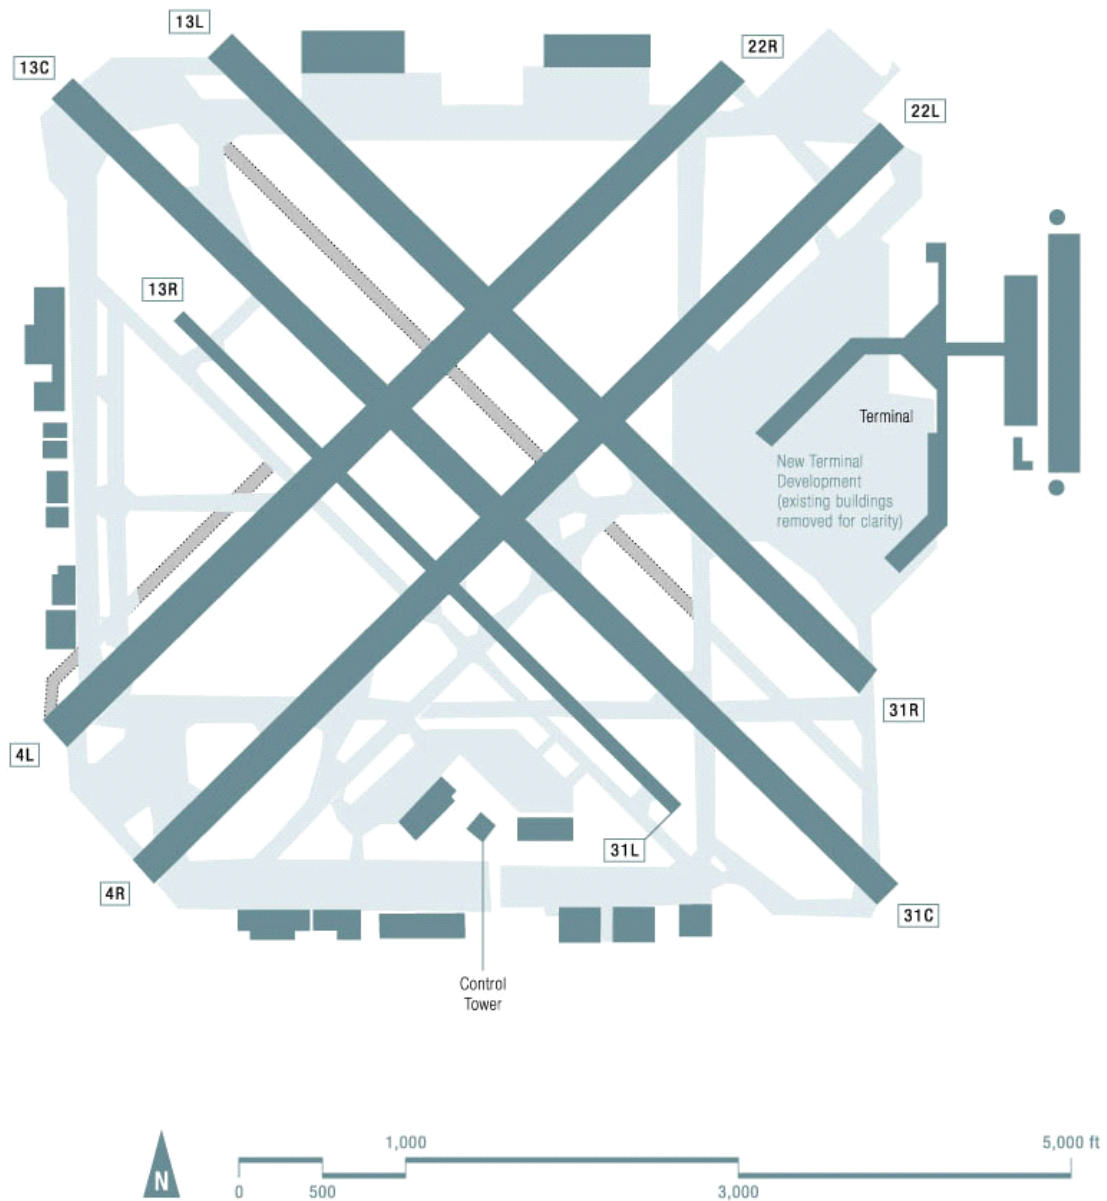 13L
13C
22R
22L
13R
Terminal
New Terminal
Development
(existing buildings
removed for clarity)
31R
4L
31L
4R
31C
Control
Tower
1,000
5,000 ft
N
0
500
3,000